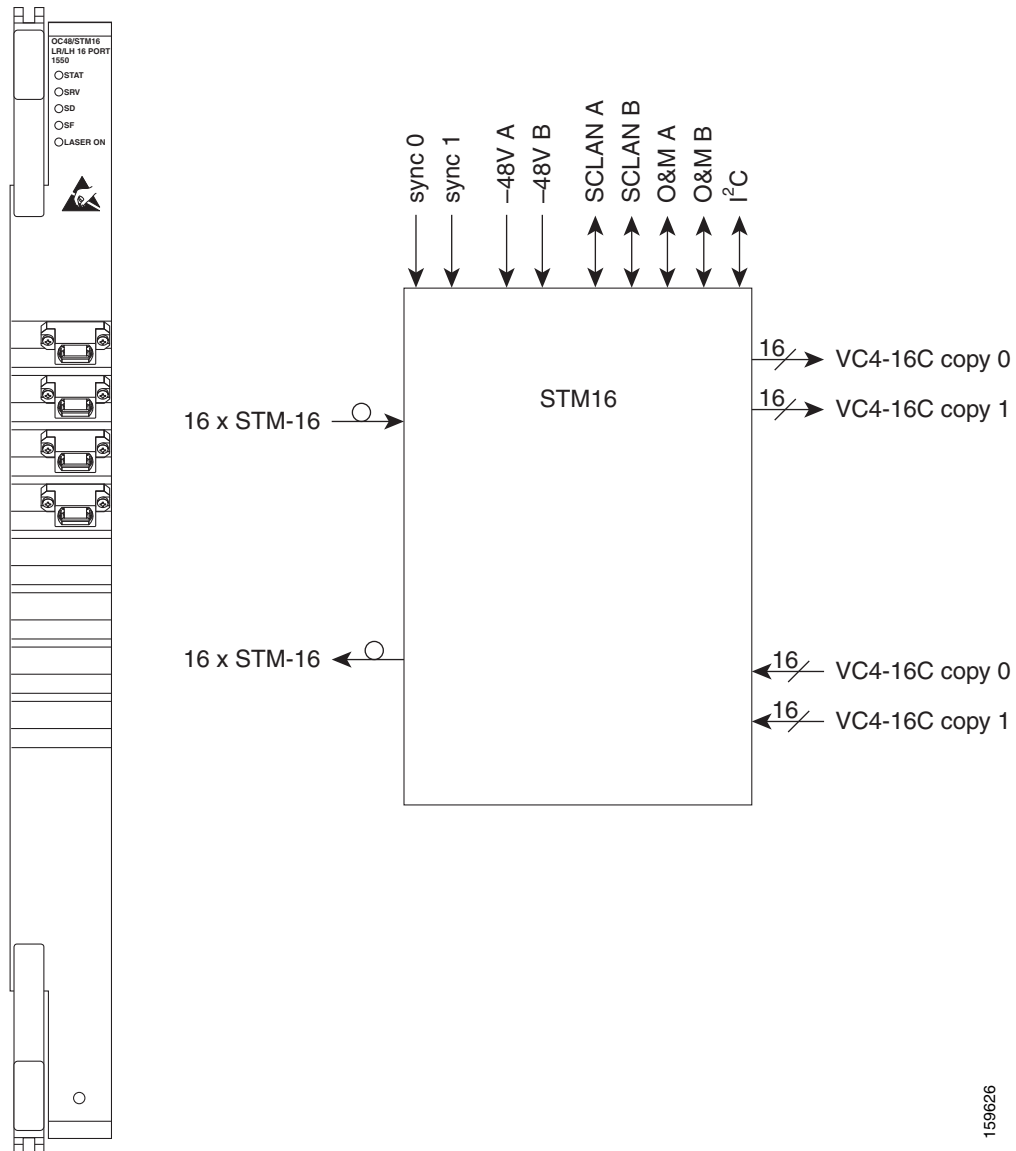 OC48/STM16
LR/LH 16 PORT
1550
STAT
SRV
SD
SF
LASER ON
sync 0
sync 1
–48V A
–48V B
SCLAN A
SCLAN B
O&M A
O&M B
I²C
STM16
16 x STM-16
16 x STM-16
16
VC4-16C copy 0
16
VC4-16C copy 1
16
VC4-16C copy 0
16
VC4-16C copy 1
159626